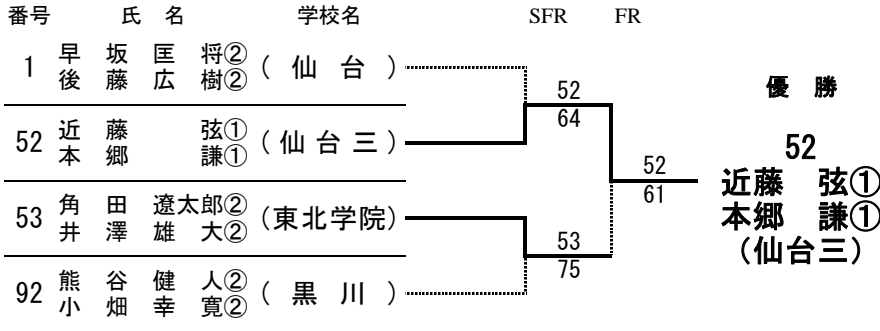 番号 氏 名 学校名 SFR FR
1 早 坂 匡 将②
後 藤 広 樹② ( 仙 台 )
52
64
52 近 藤 弦①
本 郷 謙① (仙 台 三)
52
61
53 角 田 遼太郎②
井 澤 雄 大② (東北学院)
53
75
92 熊 谷 健 人②
小 畑 幸 寛② ( 黒 川 )
優 勝
52
近藤 弦①
本郷 謙①
(仙台三)